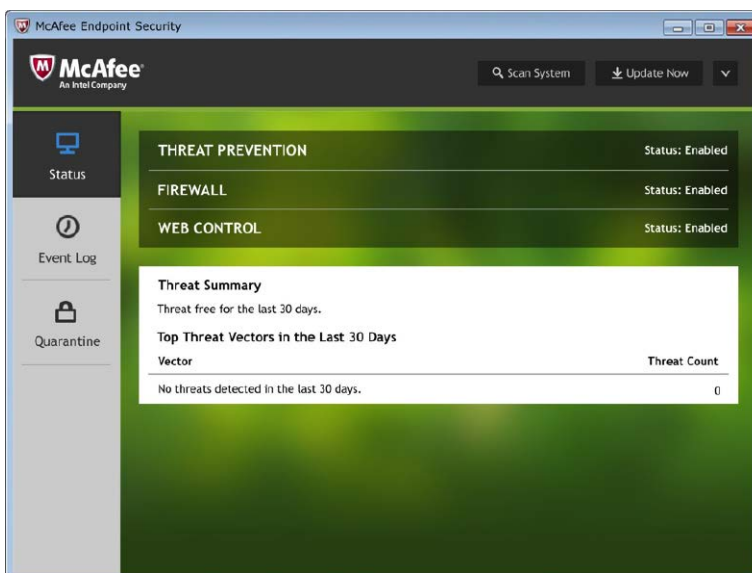 McAfee Endpoint Security
McAfee
An Intel Company
Scan System
Update Now
Status
Event Log
Quarantine
THREAT PREVENTION Status: Enabled
FIREWALL Status: Enabled
WEB CONTROL Status: Enabled
Threat Summary
Threat free for the last 30 days.
Top Threat Vectors in the Last 30 Days
Vector Threat Count
No threats detected in the last 30 days. 0